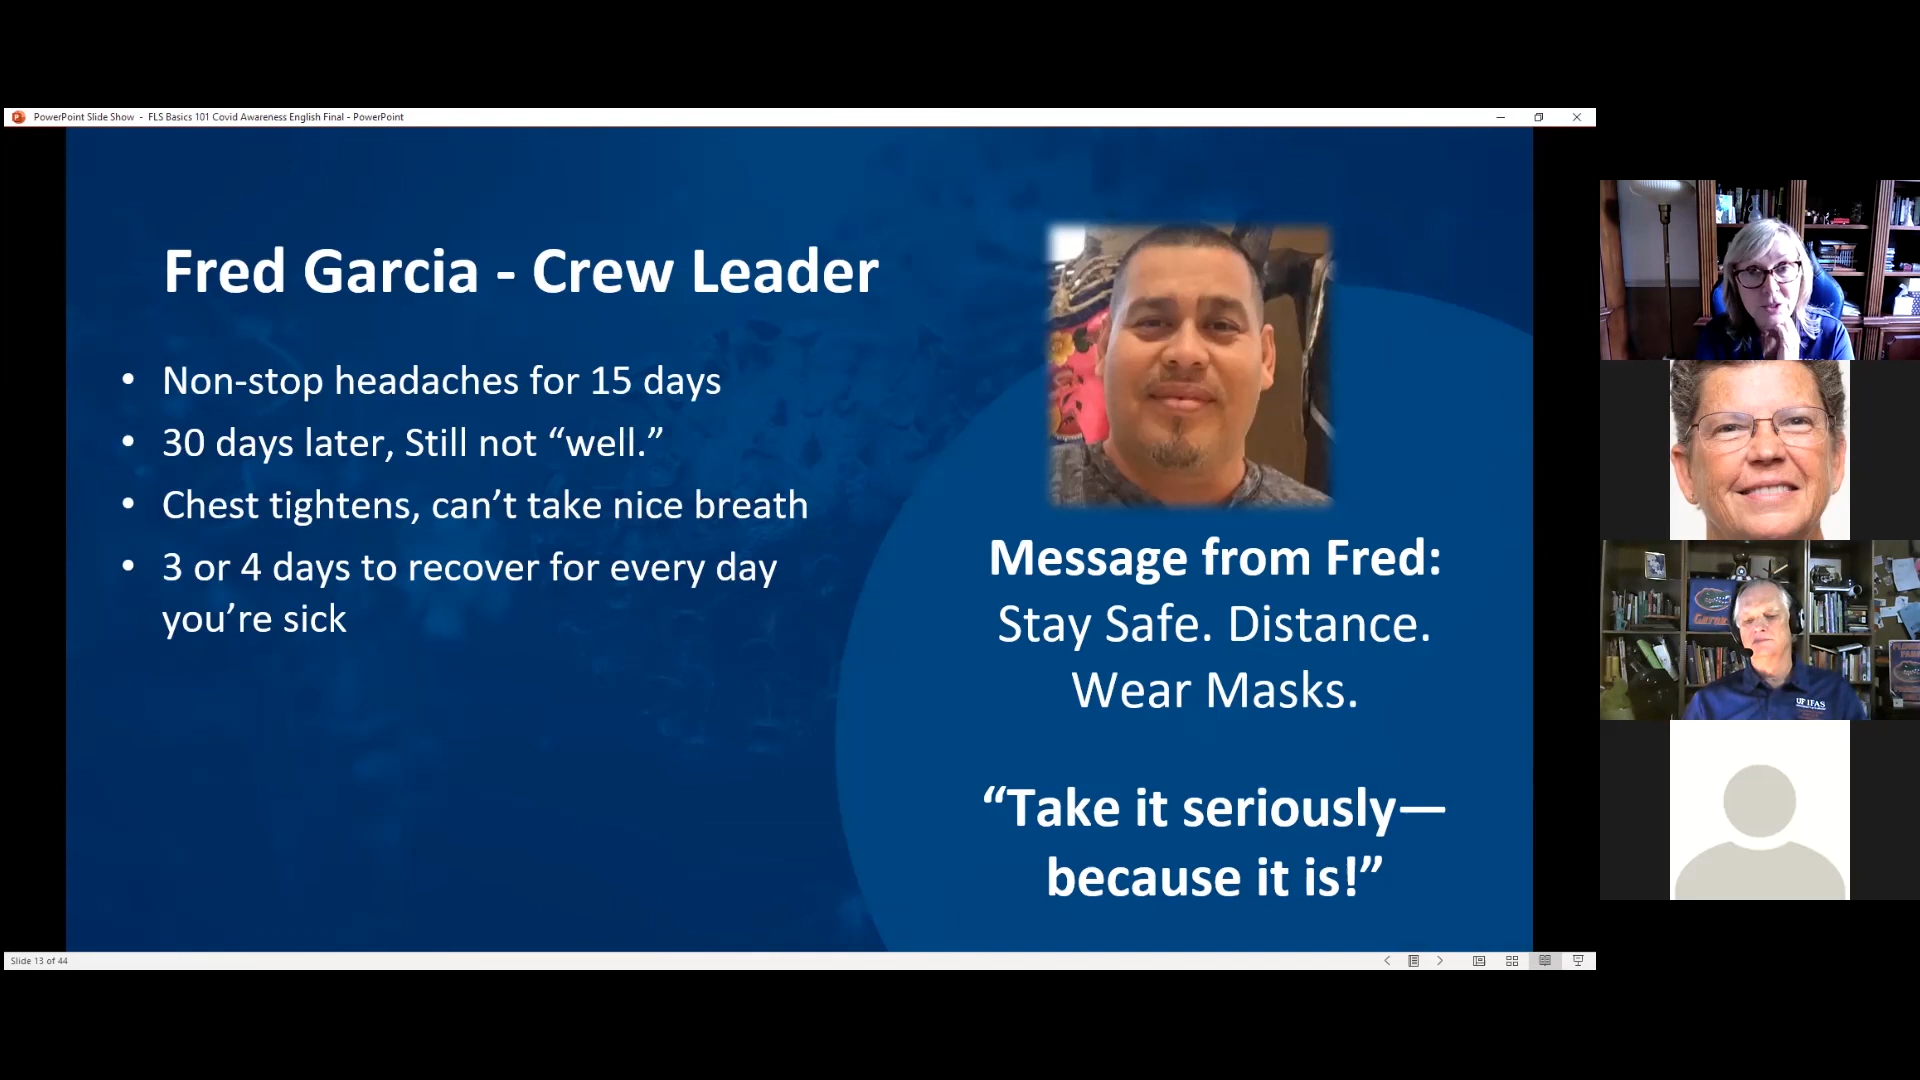 PowerPoint Slide Show - FLS Basics 101 Covid Awareness English Final - PowerPoint
Fred Garcia - Crew Leader
• Non-stop headaches for 15 days
• 30 days later, Still not “well.”
• Chest tightens, can’t take nice breath
• 3 or 4 days to recover for every day
you’re sick
Message from Fred:
Stay Safe. Distance.
Wear Masks.
“Take it seriously—
because it is!”
Slide 13 of 44
UF IFAS